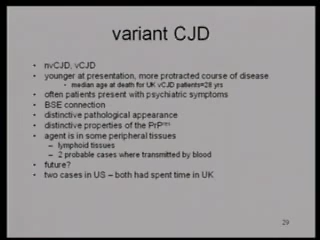 variant CJD
• nvCJD, vCJD
• younger at presentation, more protracted course of disease
• median age at death for UK vCJD patients=28 yrs
• often patients present with psychiatric symptoms
• BSE connection
• distinctive pathological appearance
• distinctive properties of the PrP
• agent is in some peripheral tissues
– lymphoid tissues
– 2 probable cases where transmitted by blood
• future?
• two cases in US – both had spent time in UK
29